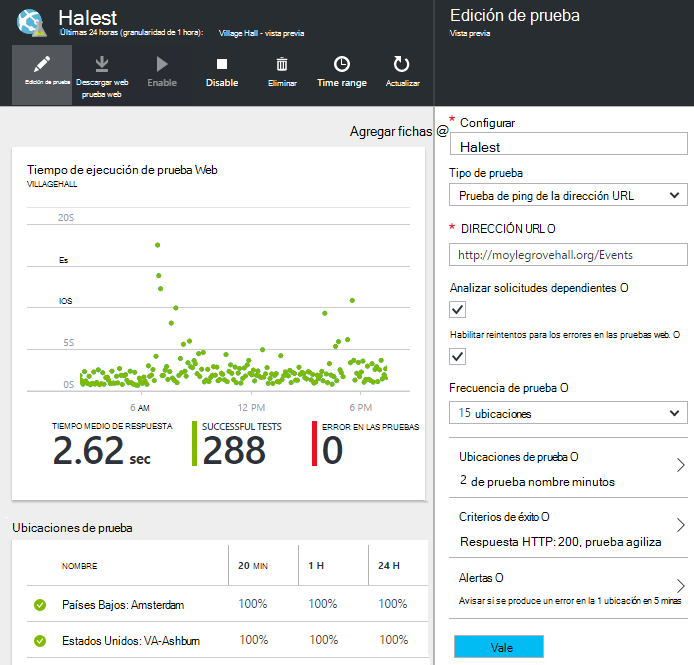 Halest
Últimas 24 horas (granularidad de 1 hora): Village Hall - vista previa
Edición de prueba
Descargar web
prueba web
Enable
Disable
Eliminar
Time range
Actualizar
Agregar fichas @
Tiempo de ejecución de prueba Web
VILLAGEHALL
20S
Es
IOS
5S
0S
6 AM
12 PM
6 PM
TIEMPO MEDIO DE RESPUESTA
2.62 sec
SUCCESSFUL TESTS
288
ERROR EN LAS PRUEBAS
0
Ubicaciones de prueba
NOMBRE 20 MIN 1 H 24 H
Países Bajos: Amsterdam 100% 100% 100%
Estados Unidos: VA-Ashbum 100% 100% 100%
Edición de prueba
Vista previa
* Configurar
Halest
Tipo de prueba
Prueba de ping de la dirección URL
* DIRECCIÓN URL O
http://moylegrovehall.org/Events
Analizar solicitudes dependientes O
Habilitar reintentos para los errores en las pruebas web. O
Frecuencia de prueba O
15 ubicaciones
Ubicaciones de prueba O
2 de prueba nombre minutos
Criterios de éxito O
Respuesta HTTP: 200, prueba agiliza
Alertas O
Avisar si se produce un error en la 1 ubicación en 5 minas
Vale